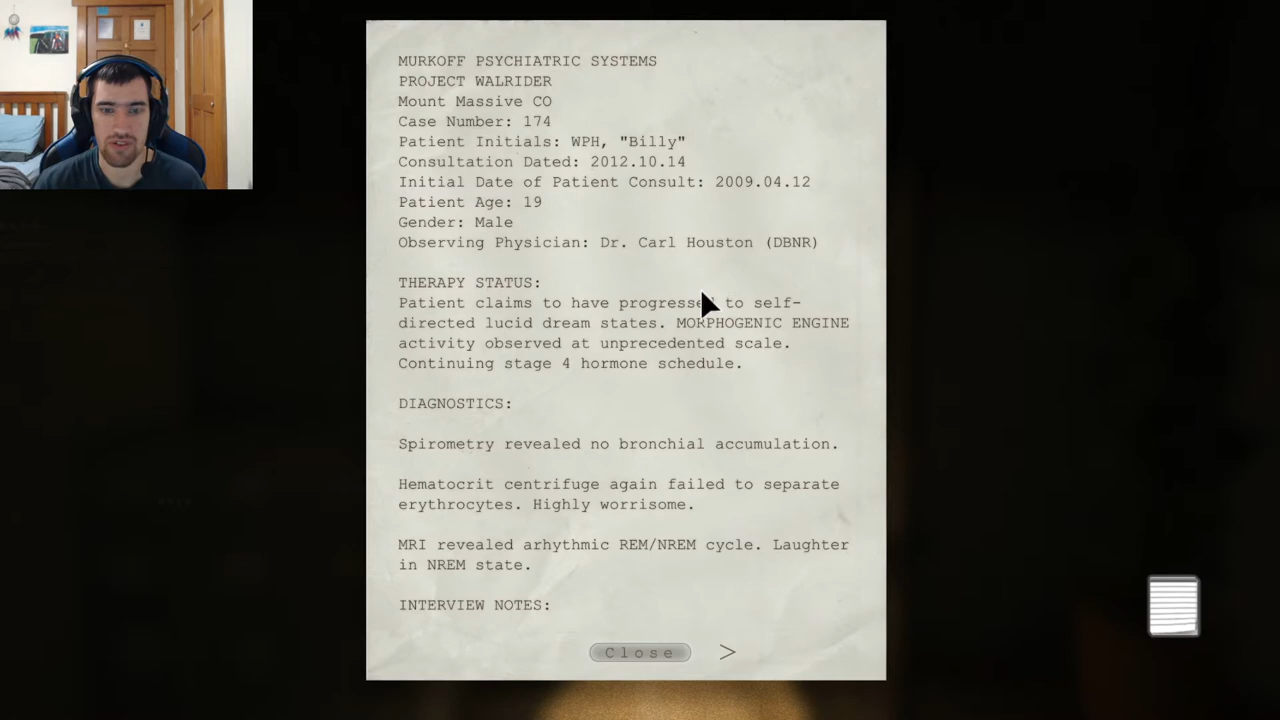 MURKOFF PSYCHIATRIC SYSTEMS
PROJECT WALRIDER
Mount Massive CO
Case Number: 174
Patient Initials: WPH, "Billy"
Consultation Dated: 2012.10.14
Initial Date of Patient Consult: 2009.04.12
Patient Age: 19
Gender: Male
Observing Physician: Dr. Carl Houston (DBNR)
THERAPY STATUS:
Patient claims to have progressed to self-
directed lucid dream states. MORPHOGENIC ENGINE
activity observed at unprecedented scale.
Continuing stage 4 hormone schedule.
DIAGNOSTICS:
Spirometry revealed no bronchial accumulation.
Hematocrit centrifuge again failed to separate
erythrocytes. Highly worrisome.
MRI revealed arhythmic REM/NREM cycle. Laughter
in NREM state.
INTERVIEW NOTES:
Close >